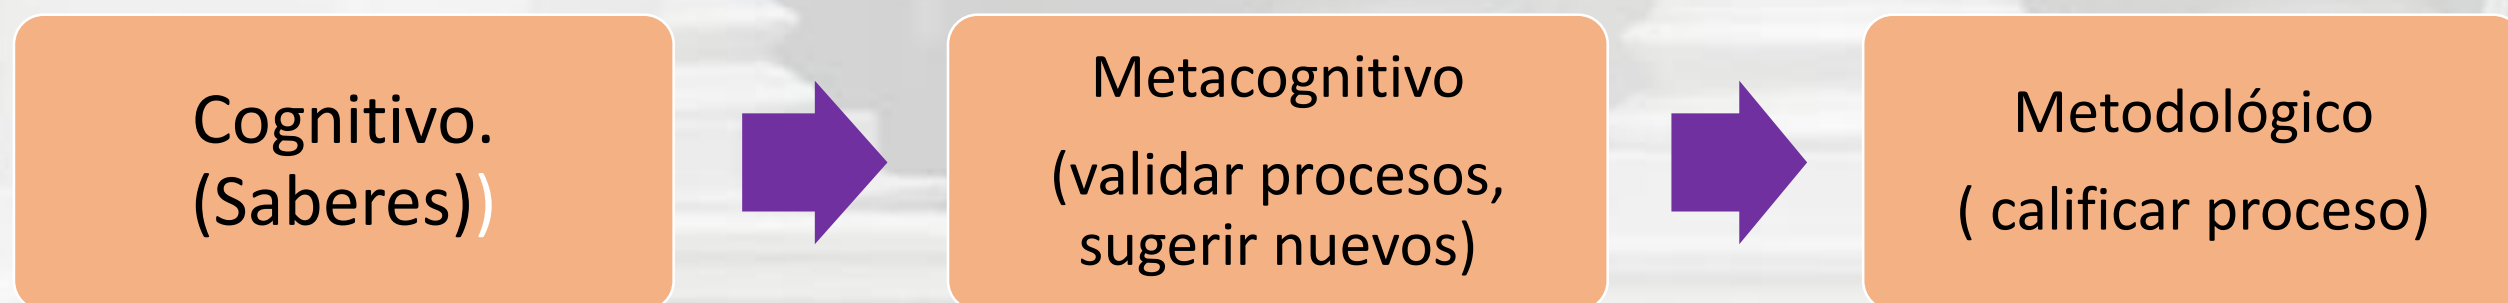 Cognitivo.
(Saberes))
Metacognitivo
(validar procesos,
sugerir nuevos)
Metodológico
( calificar proceso)